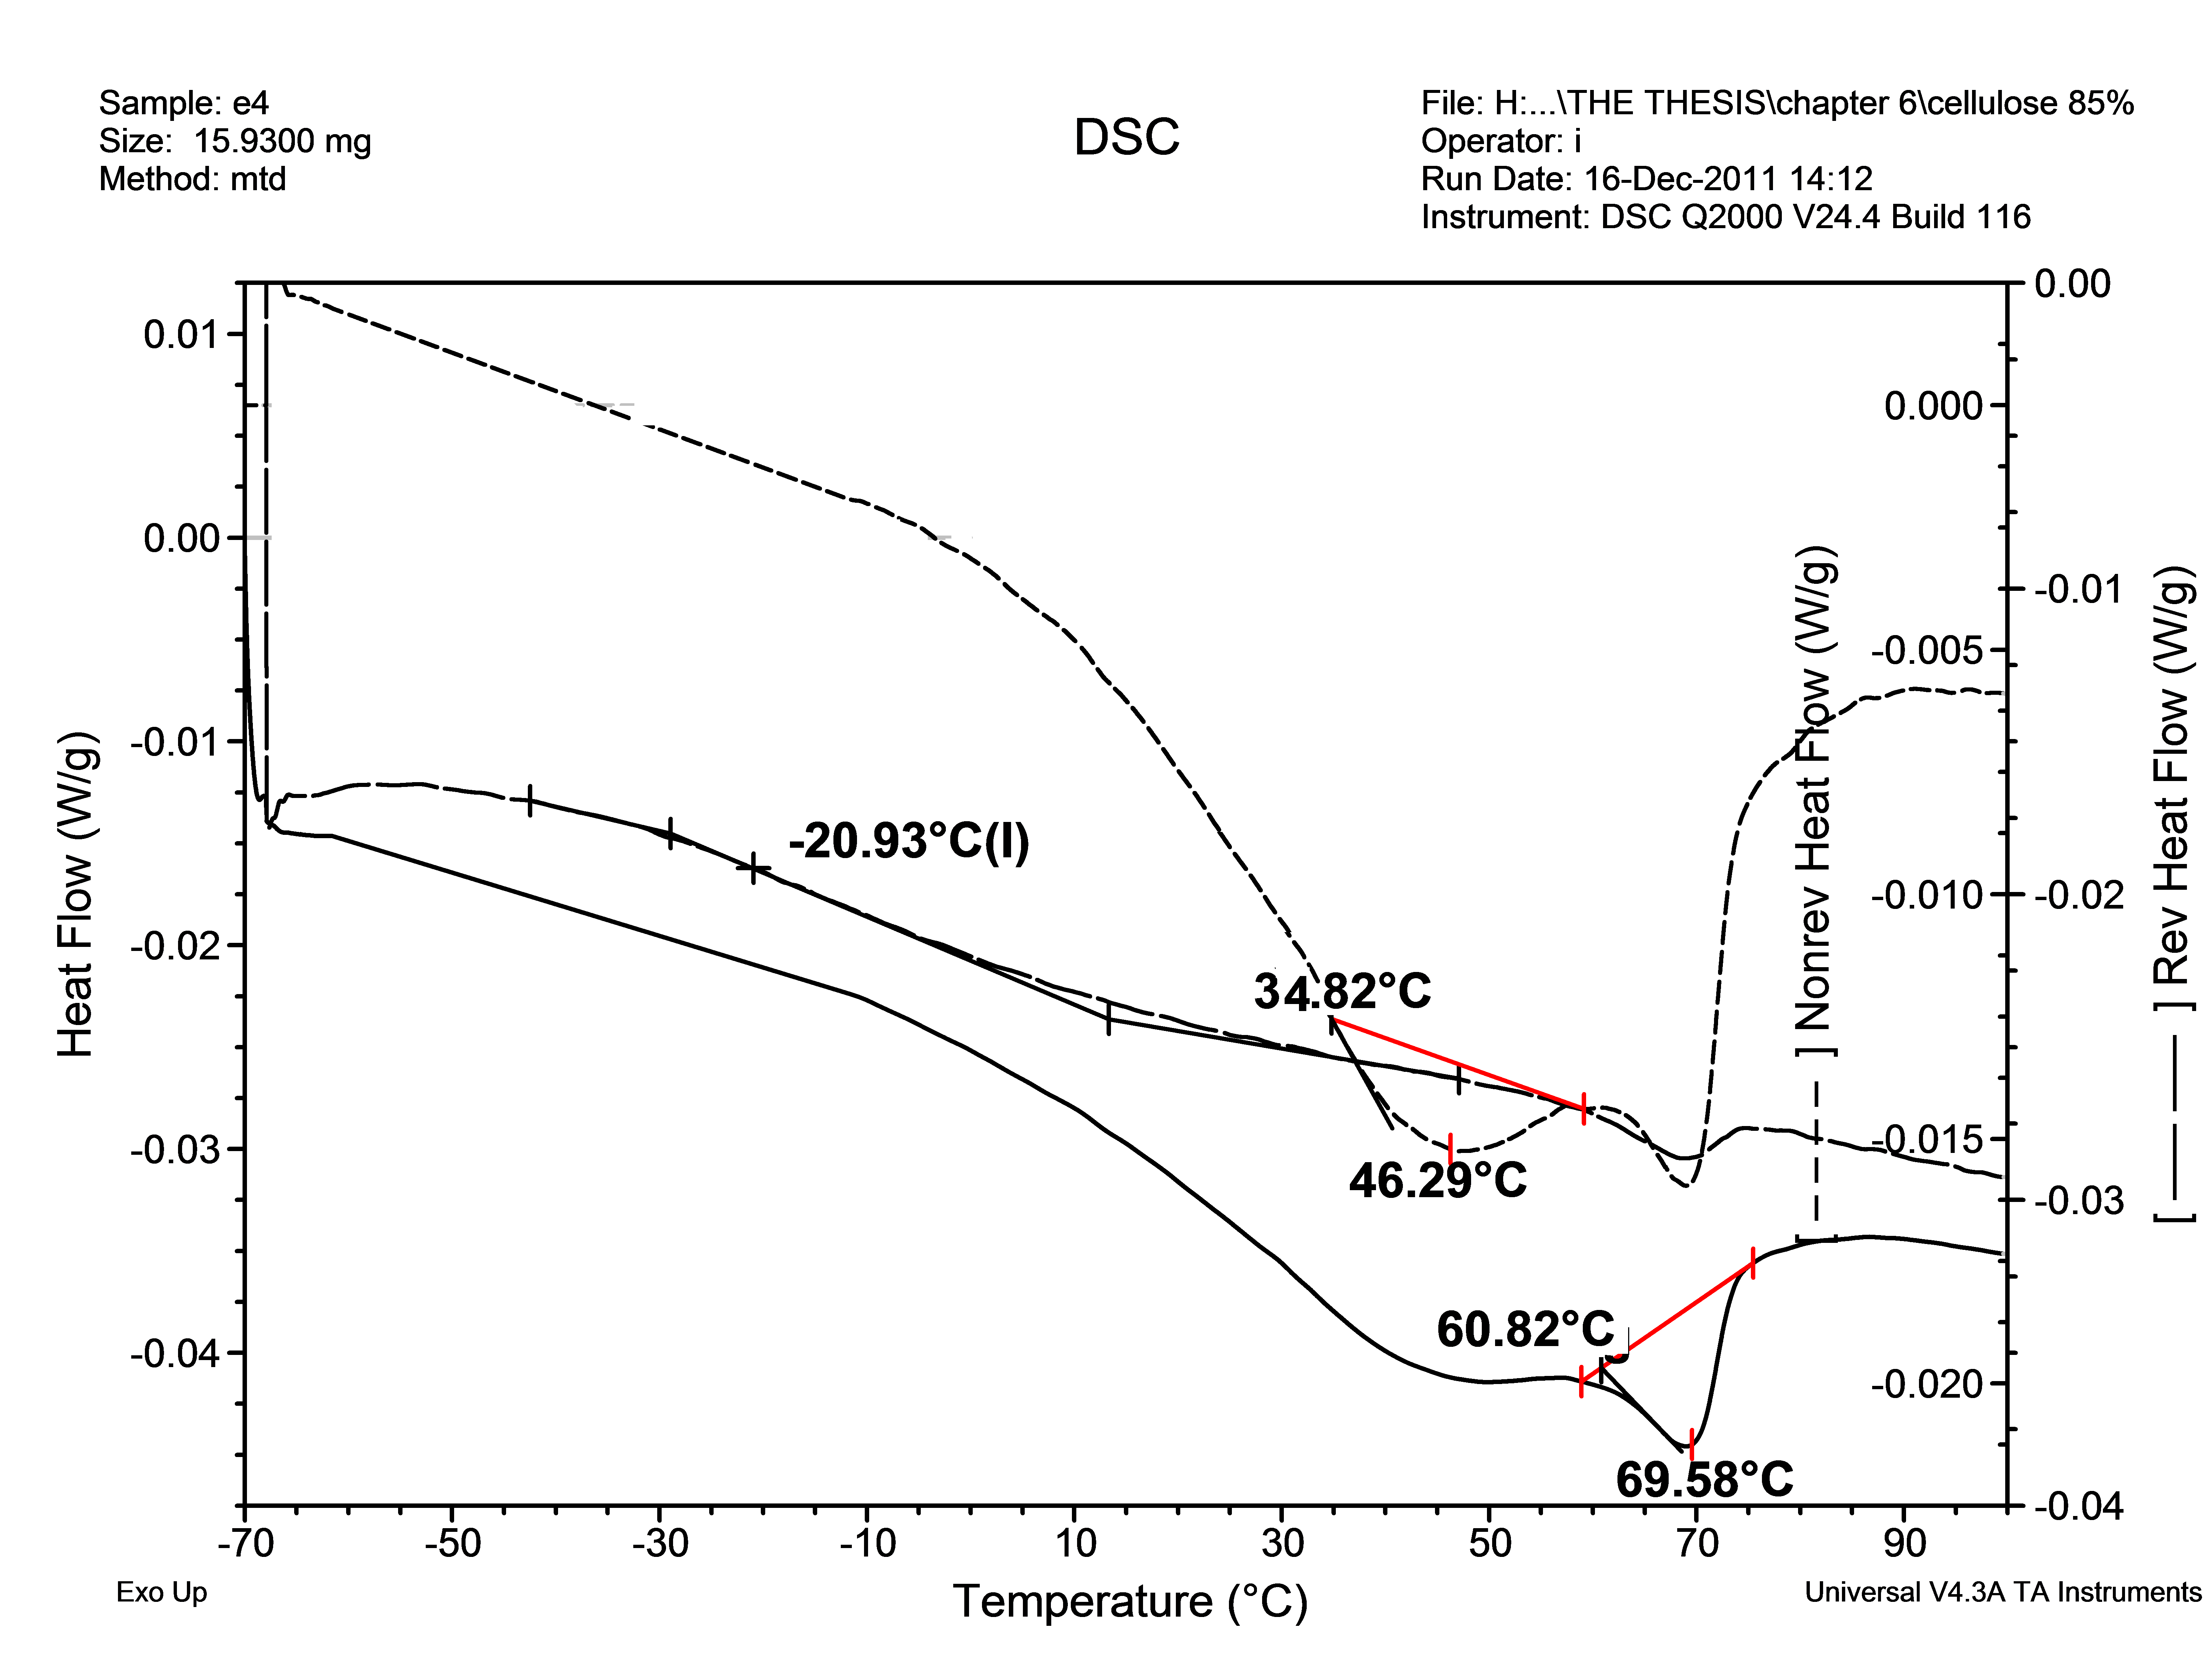 Sample: e4
Size:  15.9300 mg
Method: mtd
DSC
File: H:...\THE THESIS\chapter 6\cellulose 85%
Operator: i
Run Date: 16-Dec-2011 14:12
Instrument: DSC Q2000 V24.4 Build 116
0.01
0.00
-0.01
-0.02
-0.03
-0.04
Heat Flow (W/g)
-20.93°C(I)
34.82°C
46.29°C
60.82°C
69.58°C
0.000
-0.005
-0.010
-0.015
-0.020
[ – – – – ] Nonrev Heat Flow (W/g)
0.00
-0.01
-0.02
-0.03
-0.04
[ –– – –– ] Rev Heat Flow (W/g)
-70
-50
-30
-10
10
30
50
70
90
Temperature (°C)
Exo Up
Universal V4.3A TA Instruments